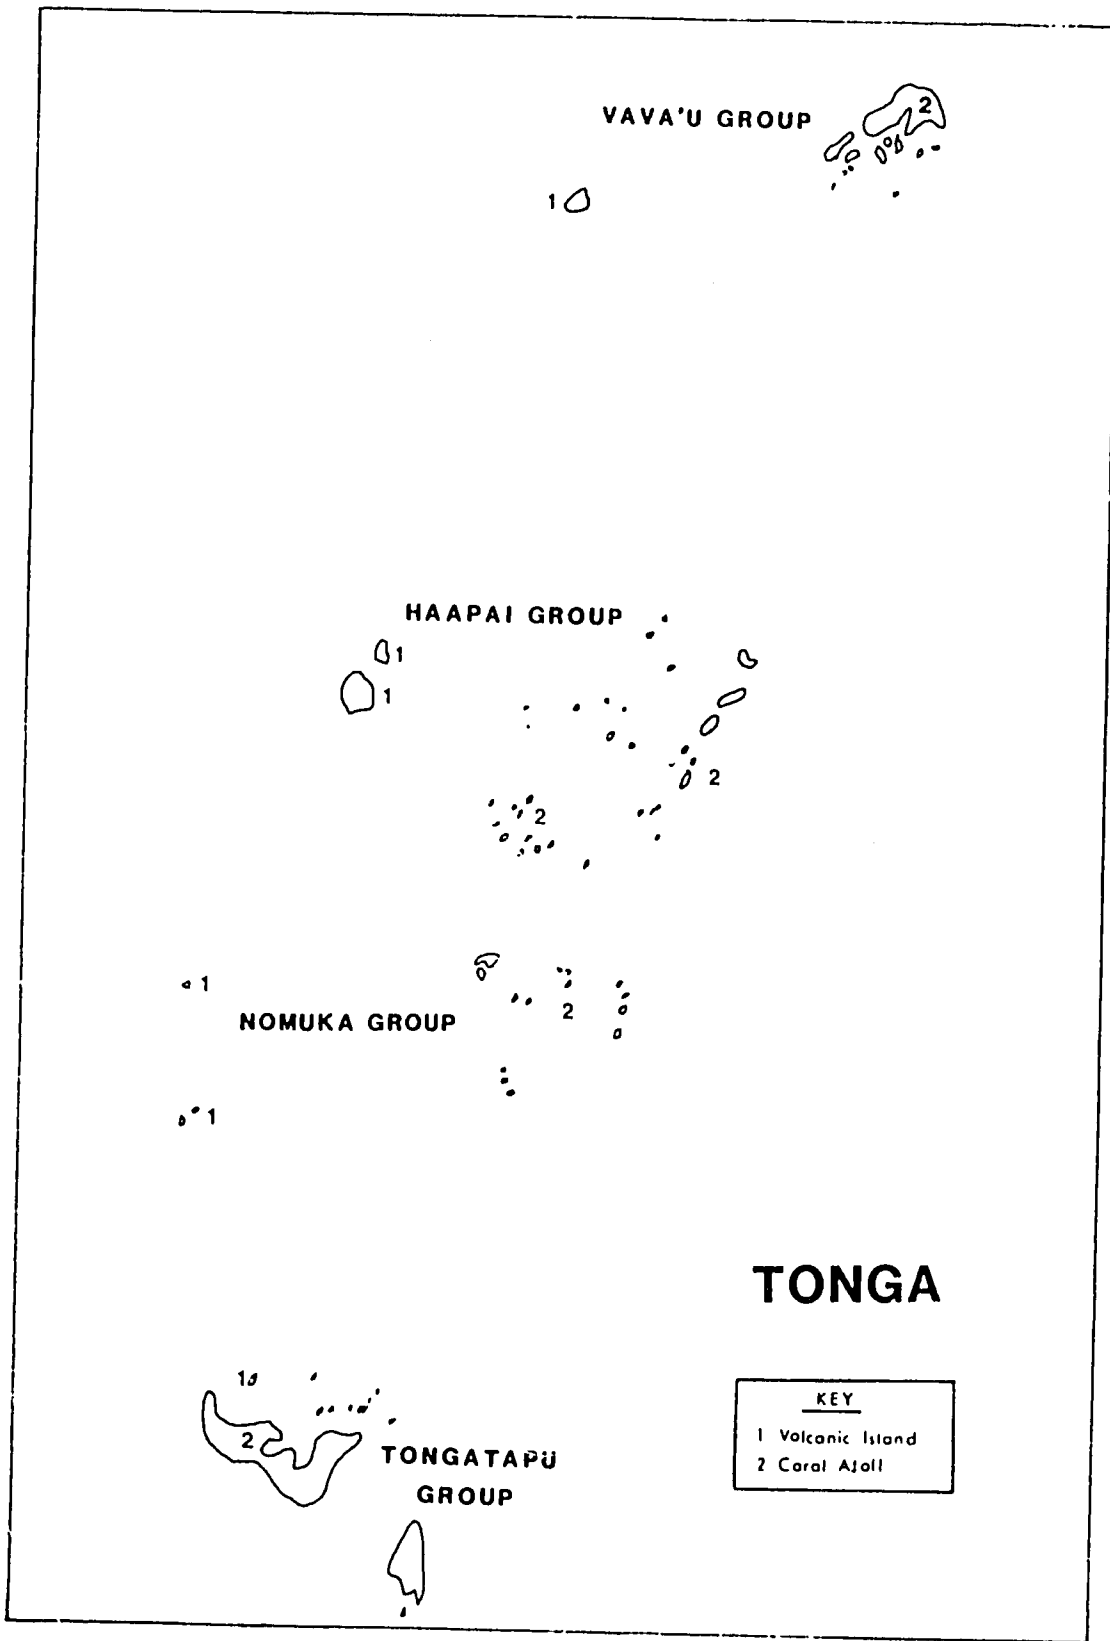 VAVA'U GROUP
2
1
HAAPAI GROUP
1
1
2
2
1
NOMUKA GROUP
2
1
TONGA
1
2
TONGATAPU
GROUP
KEY
1 Volcanic Island
2 Coral Atoll